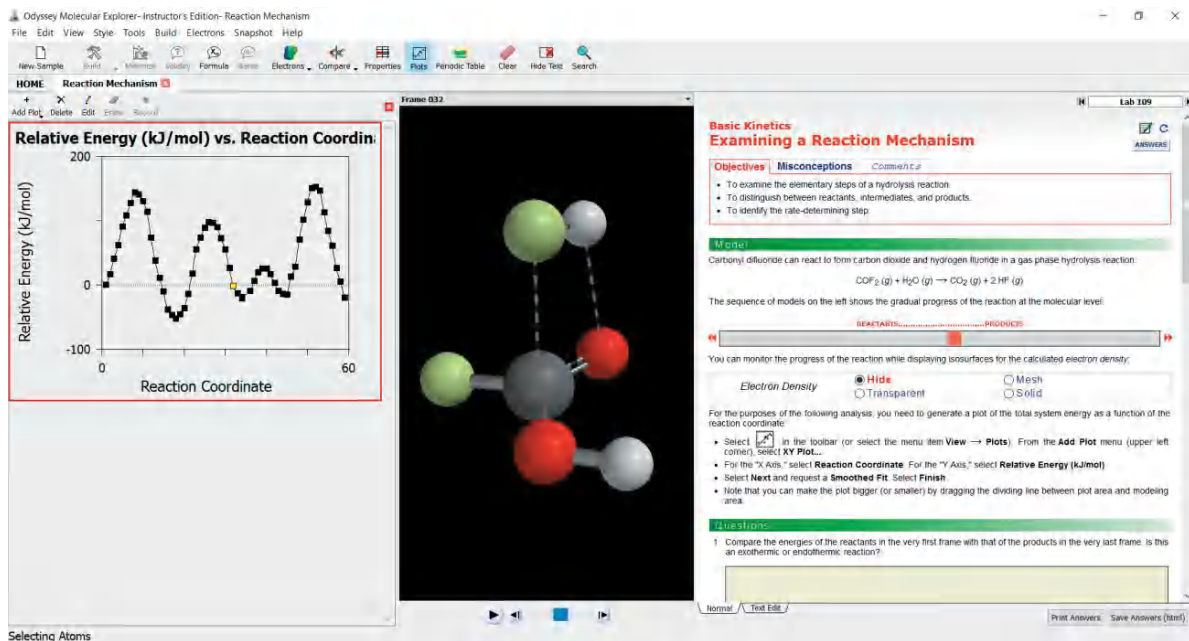 Odyssey Molecular Explorer- Instructor's Edition- Reaction Mechanism
File Edit View Style Tools Build Electrons Snapshot Help
New Sample Build Minimize Validity Formula Name Electrons Compare Properties Plots Periodic Table Clear Hide Text Search
HOME Reaction Mechanism
Add Plot Delete Edit Erase Record
Relative Energy (kJ/mol) vs. Reaction Coordin
200
0
-100
0
60
Relative Energy (kJ/mol)
Reaction Coordinate
Frame 032
Lab 109
Basic Kinetics
Examining a Reaction Mechanism
ANSWERS
Objectives Misconceptions Comments
• To examine the elementary steps of a hydrolysis reaction.
• To distinguish between reactants, intermediates, and products.
• To identify the rate-determining step.
Model
Carbonyl difluoride can react to form carbon dioxide and hydrogen fluoride in a gas phase hydrolysis reaction:
COF₂ (g) + H₂O (g) → CO₂ (g) + 2 HF (g)
The sequence of models on the left shows the gradual progress of the reaction at the molecular level:
REACTANTS.......................................PRODUCTS
You can monitor the progress of the reaction while displaying isosurfaces for the calculated electron density:
Electron Density
Hide
Mesh
Transparent
Solid
For the purposes of the following analysis, you need to generate a plot of the total system energy as a function of the
reaction coordinate:
• Select in the toolbar (or select the menu item View → Plots). From the Add Plot menu (upper left
corner), select XY Plot...
• For the "X Axis," select Reaction Coordinate. For the "Y Axis," select Relative Energy (kJ/mol).
• Select Next and request a Smoothed Fit. Select Finish.
• Note that you can make the plot bigger (or smaller) by dragging the dividing line between plot area and modeling
area.
Questions
1 Compare the energies of the reactants in the very first frame with that of the products in the very last frame. Is this
an exothermic or endothermic reaction?
Normal Text Edit
Print Answers Save Answers (html)
Selecting Atoms